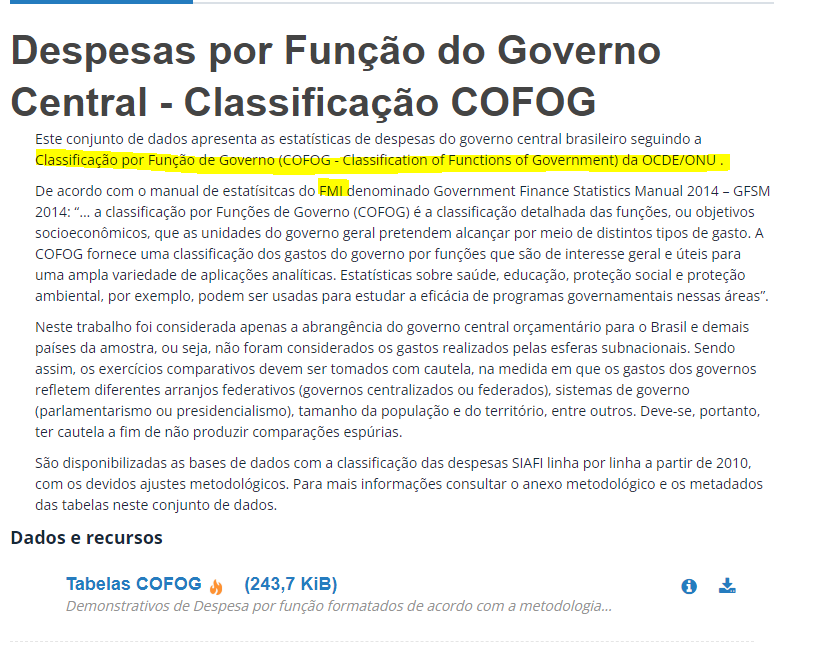 Despesas por Função do Governo
Central - Classificação COFOG
Este conjunto de dados apresenta as estatísticas de despesas do governo central brasileiro seguindo a
Classificação por Função de Governo (COFOG - Classification of Functions of Government) da OCDE/ONU .
De acordo com o manual de estatísitcas do FMI denominado Government Finance Statistics Manual 2014 – GFSM
2014: “... a classificação por Funções de Governo (COFOG) é a classificação detalhada das funções, ou objetivos
socioeconômicos, que as unidades do governo geral pretendem alcançar por meio de distintos tipos de gasto. A
COFOG fornece uma classificação dos gastos do governo por funções que são de interesse geral e úteis para
uma ampla variedade de aplicações analíticas. Estatísticas sobre saúde, educação, proteção social e proteção
ambiental, por exemplo, podem ser usadas para estudar a eficácia de programas governamentais nessas áreas”.
Neste trabalho foi considerada apenas a abrangência do governo central orçamentário para o Brasil e demais
países da amostra, ou seja, não foram considerados os gastos realizados pelas esferas subnacionais. Sendo
assim, os exercícios comparativos devem ser tomados com cautela, na medida em que os gastos dos governos
refletem diferentes arranjos federativos (governos centralizados ou federados), sistemas de governo
(parlamentarismo ou presidencialismo), tamanho da população e do território, entre outros. Deve-se, portanto,
ter cautela a fim de não produzir comparações espúrias.
São disponibilizadas as bases de dados com a classificação das despesas SIAFI linha por linha a partir de 2010,
com os devidos ajustes metodológicos. Para mais informações consultar o anexo metodológico e os metadados
das tabelas neste conjunto de dados.
Dados e recursos
Tabelas COFOG (243,7 KiB)
Demonstrativos de Despesa por função formatados de acordo com a metodologia...